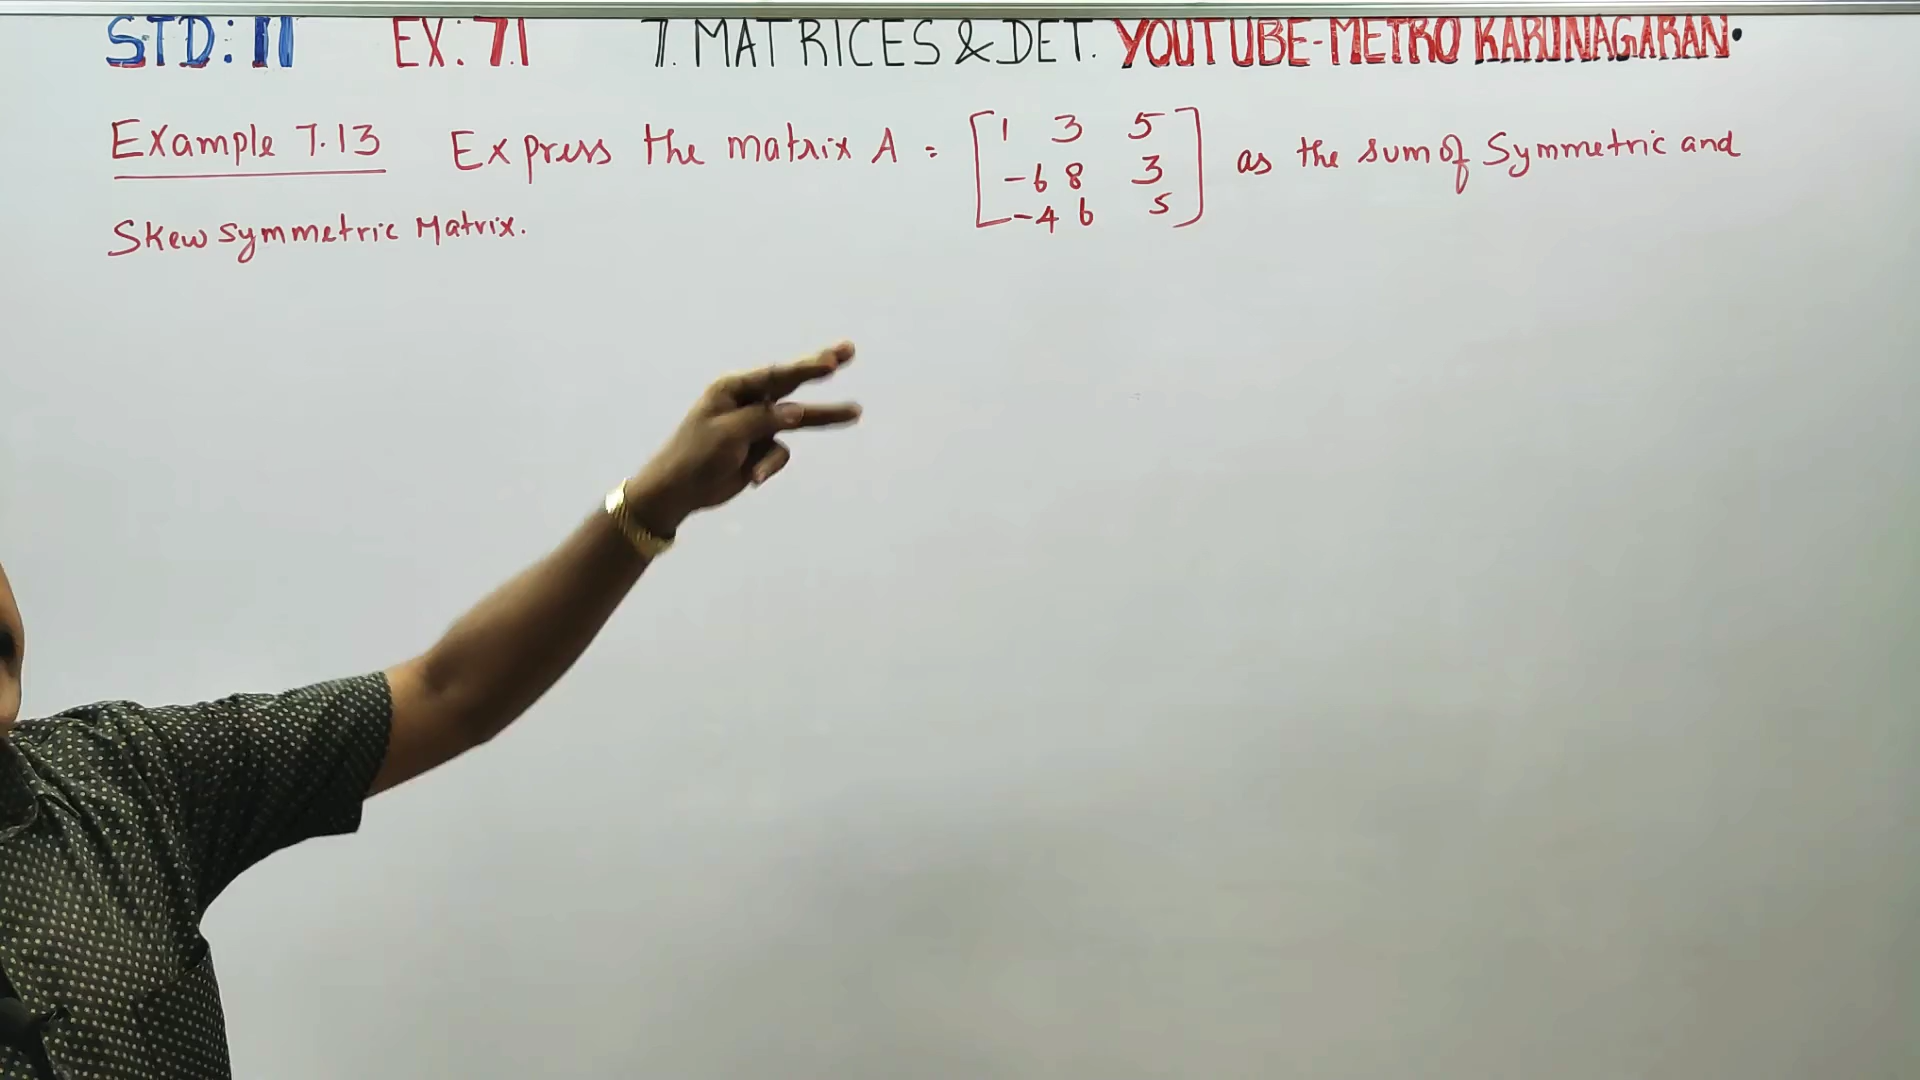 STD: 11 EX: 7.1 7. MATRICES & DET. YOUTUBE-METRO KARUNAGARAN.
Example 7.13 Express the matrix A = [1 3 5 as the sum of Symmetric and
-6 8 3
-4 6 5]
Skew symmetric Matrix.